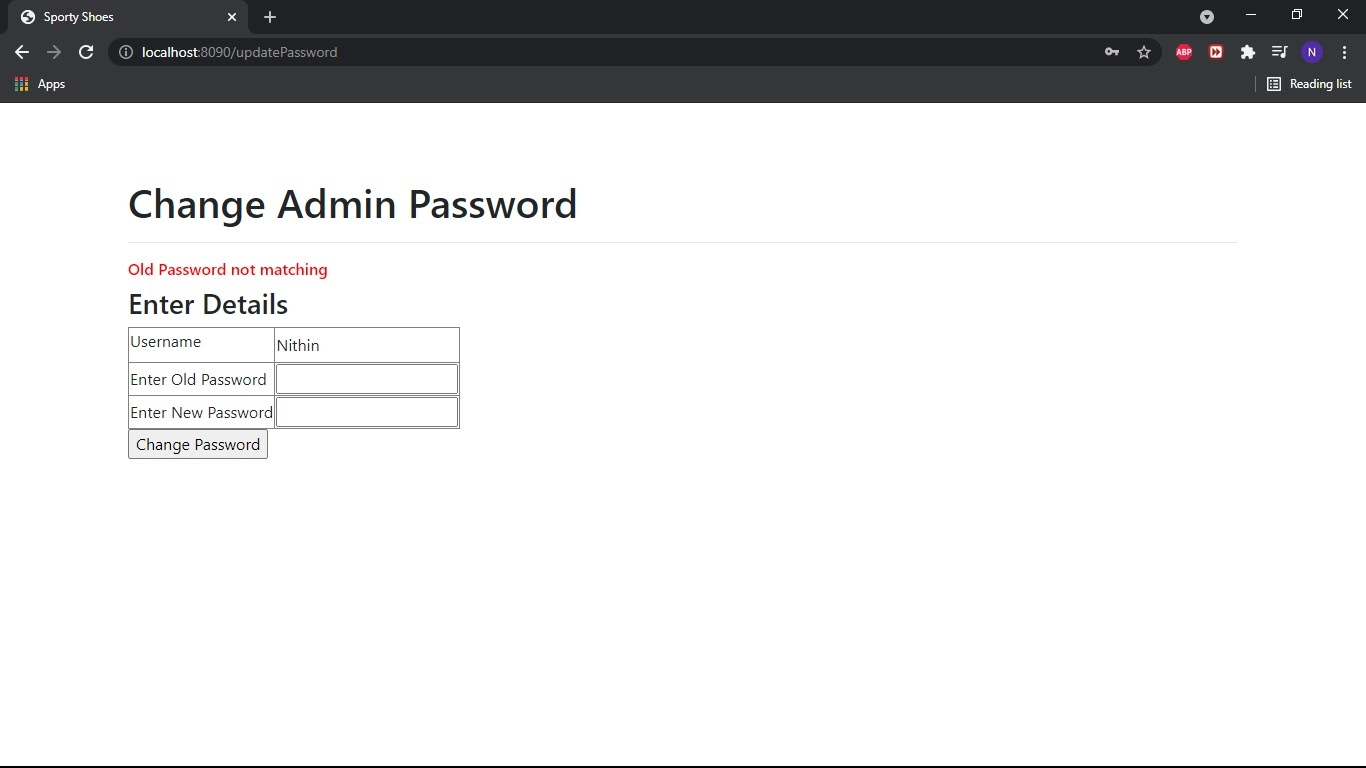 Sporty Shoes
localhost:8090/updatePassword
ABP
N
Apps
Reading list
Change Admin Password
Old Password not matching
Enter Details
Username Nithin
Enter Old Password
Enter New Password
Change Password